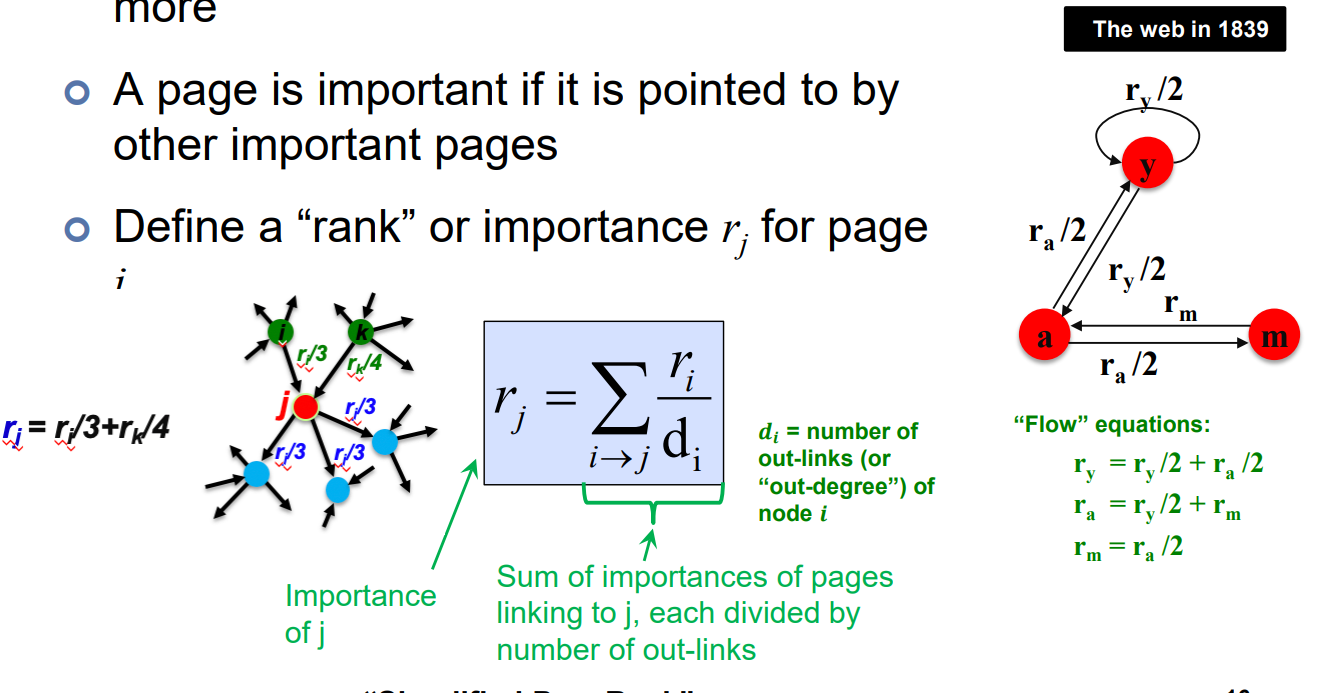 more
The web in 1839
A page is important if it is pointed to by
other important pages
Define a “rank” or importance r_j for page
j
r_y /2
y
r_a /2
r_y /2
r_m
a
m
r_a /2
i
k
r_i/3
r_k/4
j
r_j/3
r_j/3
r_j/3
r_j = r_i/3+r_k/4
r_j = ∑_{i→j} r_i / d_i
d_i = number of
out-links (or
“out-degree”) of
node i
“Flow” equations:
r_y = r_y /2 + r_a /2
r_a = r_y /2 + r_m
r_m = r_a /2
Importance
of j
Sum of importances of pages
linking to j, each divided by
number of out-links